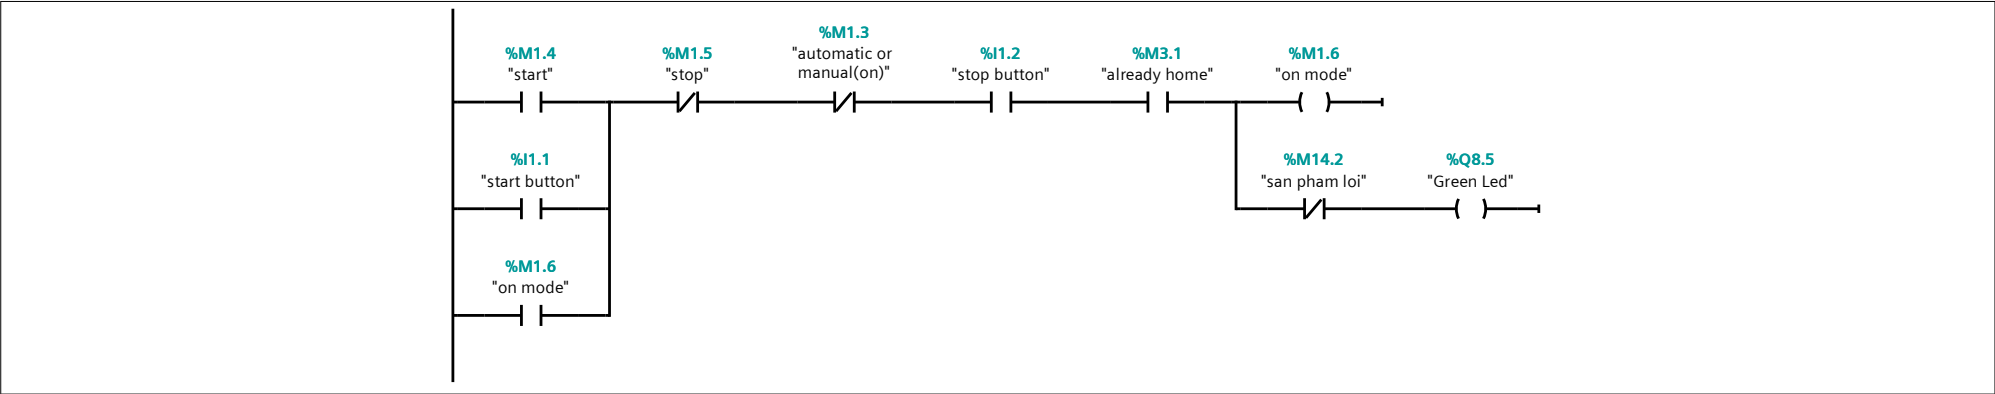 %M1.4
"start"
%M1.5
"stop"
%M1.3
"automatic or
manual(on)"
%I1.2
"stop button"
%M3.1
"already home"
%M1.6
"on mode"
%I1.1
"start button"
%M14.2
"san pham loi"
%Q8.5
"Green Led"
%M1.6
"on mode"